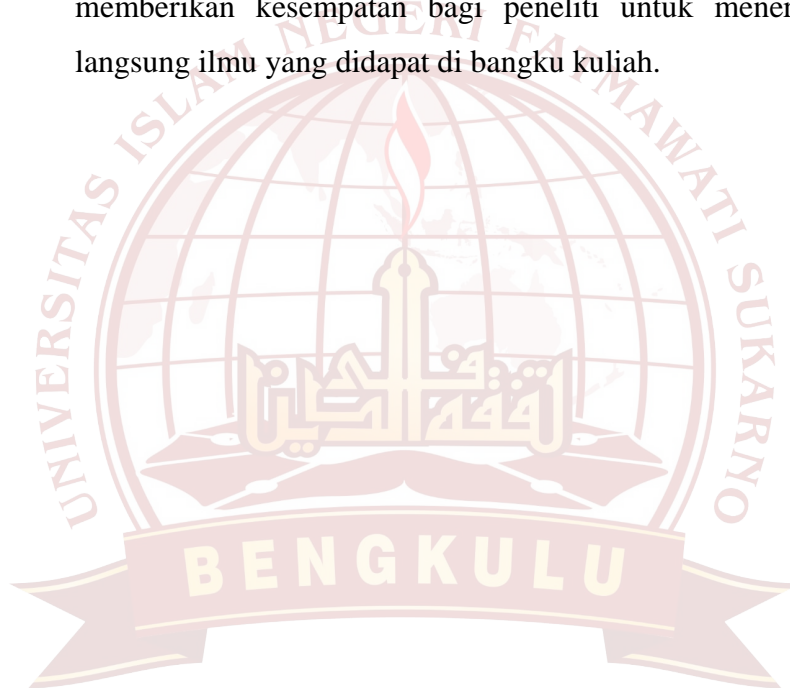 memberikan kesempatan bagi peneliti untuk mener
langsung ilmu yang didapat di bangku kuliah.
UNIVERSITAS ISLAM NEGERI FATMAWATI SUKARNO
BENGKULU